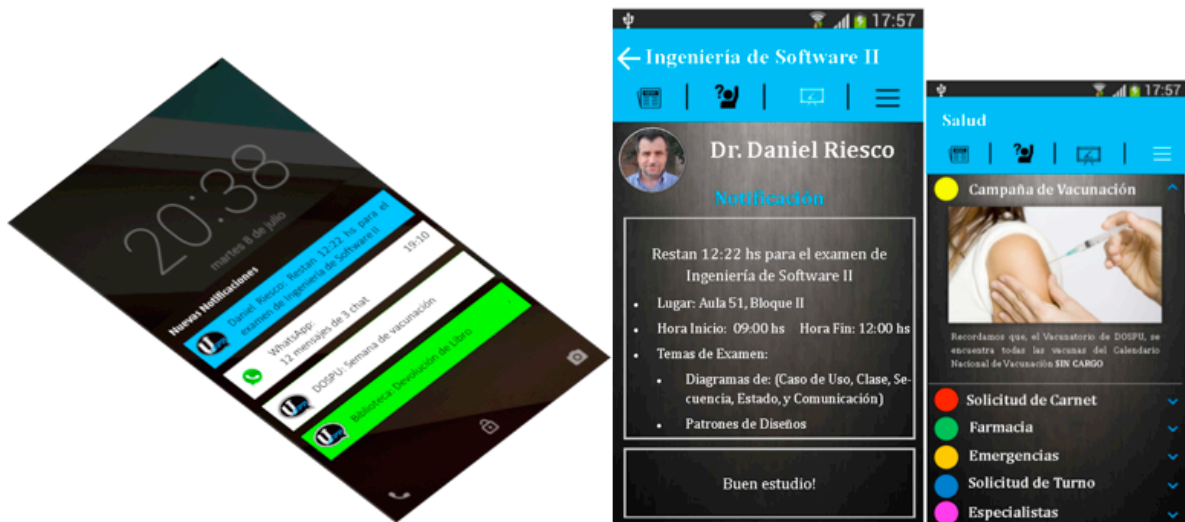 20:38
martes 8 de julio
Nuevas Notificaciones
Daniel Riesco: Restan 12:22 hs para el
examen de Ingeniería de Software II
WhatsApp:
19:10
12 mensajes de 3 chat
DOSPU: Semana de vacunación
Biblioteca: Devolución de Libro
17:57
Ingeniería de Software II
Dr. Daniel Riesco
Notificación
Restan 12:22 hs para el examen de
Ingeniería de Software II
• Lugar: Aula 51, Bloque II
• Hora Inicio: 09:00 hs Hora Fin: 12:00 hs
• Temas de Examen:
• Diagramas de: (Caso de Uso, Clase, Se-
cuencia, Estado, y Comunicación)
• Patrones de Diseños
Buen estudio!
17:57
Salud
Campaña de Vacunación
Recordamos que, el Vacunatorio de DOSPU, se
encuentra todas las vacunas del Calendario
Nacional de Vacunación SIN CARGO
Solicitud de Carnet
Farmacia
Emergencias
Solicitud de Turno
Especialistas